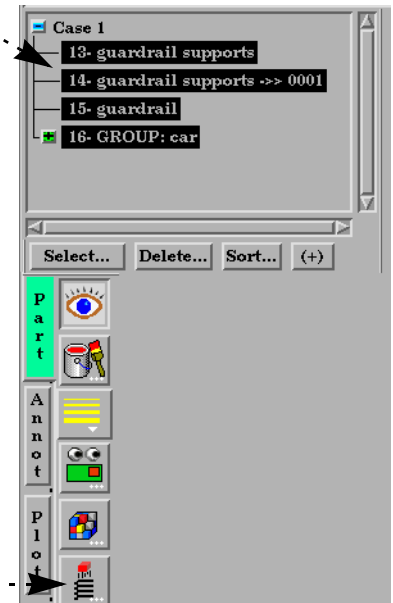 Case 1
13- guardrail supports
14- guardrail supports ->> 0001
15- guardrail
16- GROUP: car
Select... Delete... Sort... (+)
Part
Annot
Plot